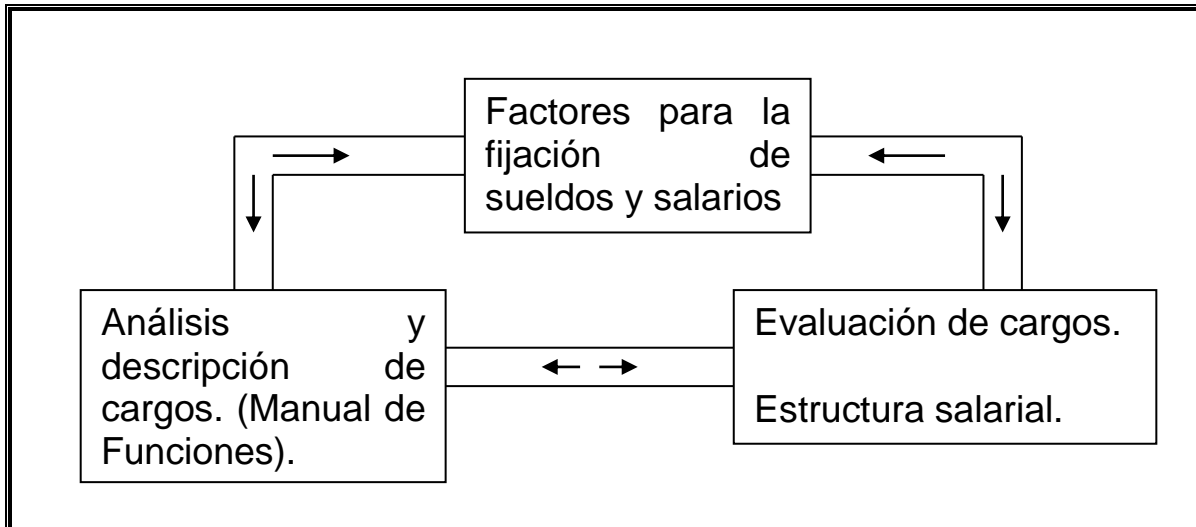 Factores para la
fijación de
sueldos y salarios
Análisis y
descripción de
cargos. (Manual de
Funciones).
Evaluación de cargos.
Estructura salarial.